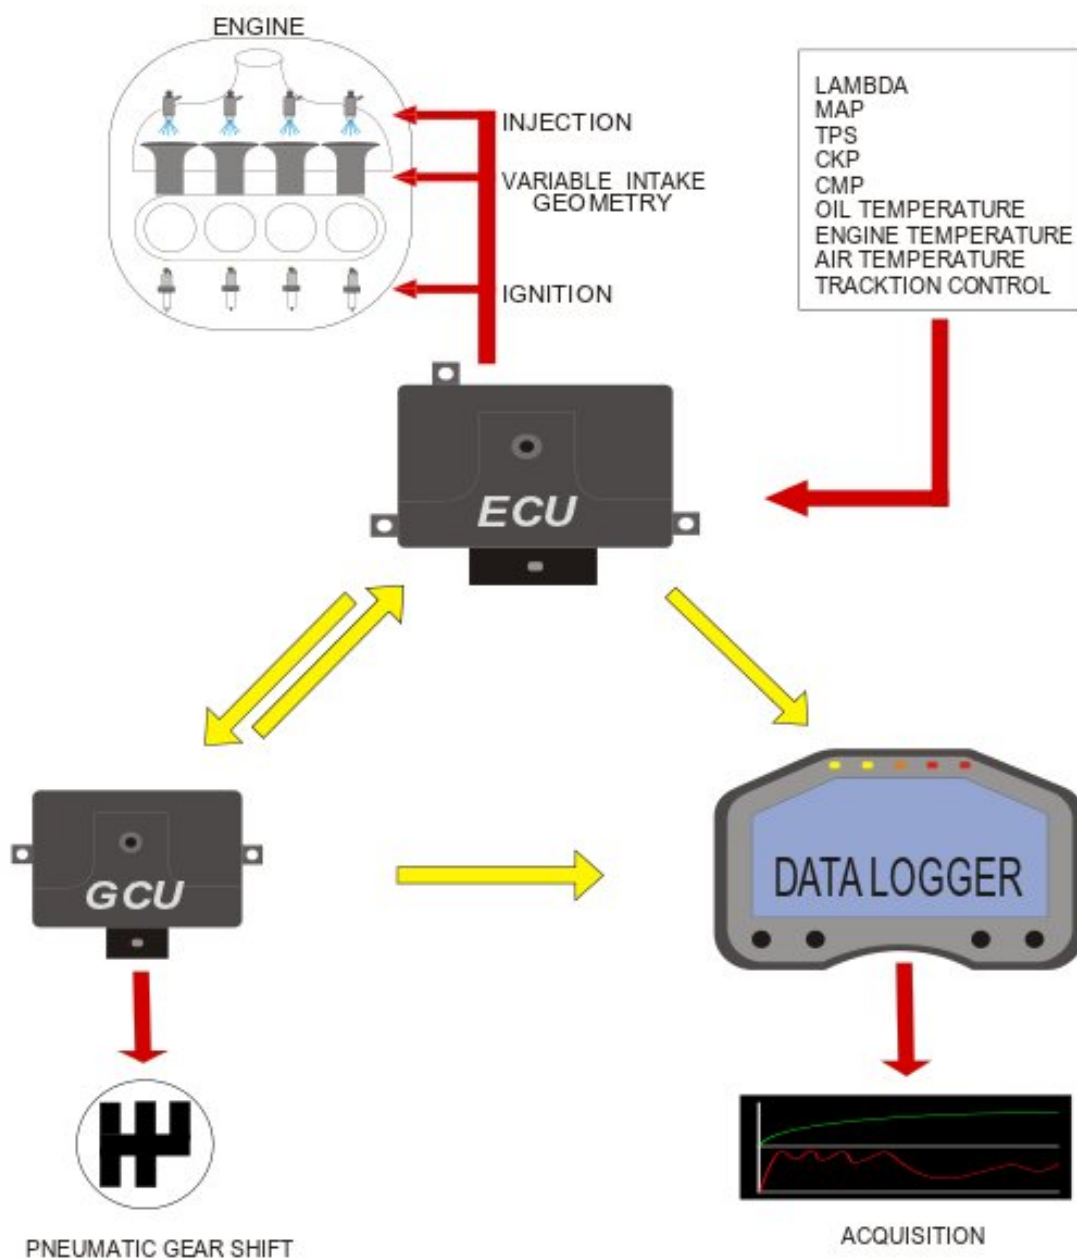 ENGINE
INJECTION
VARIABLE INTAKE
GEOMETRY
IGNITION
LAMBDA
MAP
TPS
CKP
CMP
OIL TEMPERATURE
ENGINE TEMPERATURE
AIR TEMPERATURE
TRACKTION CONTROL
ECU
GCU
DATA LOGGER
PNEUMATIC GEAR SHIFT
ACQUISITION